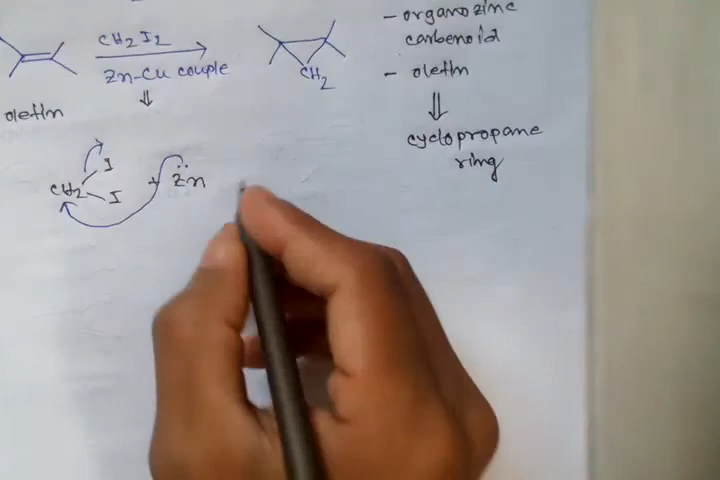 CH2I2
Zn-Cu couple
CH2
olefin
CH2
I
I
+ Zn
- organozinc
carbenoid
- olefin
cyclopropane
ring